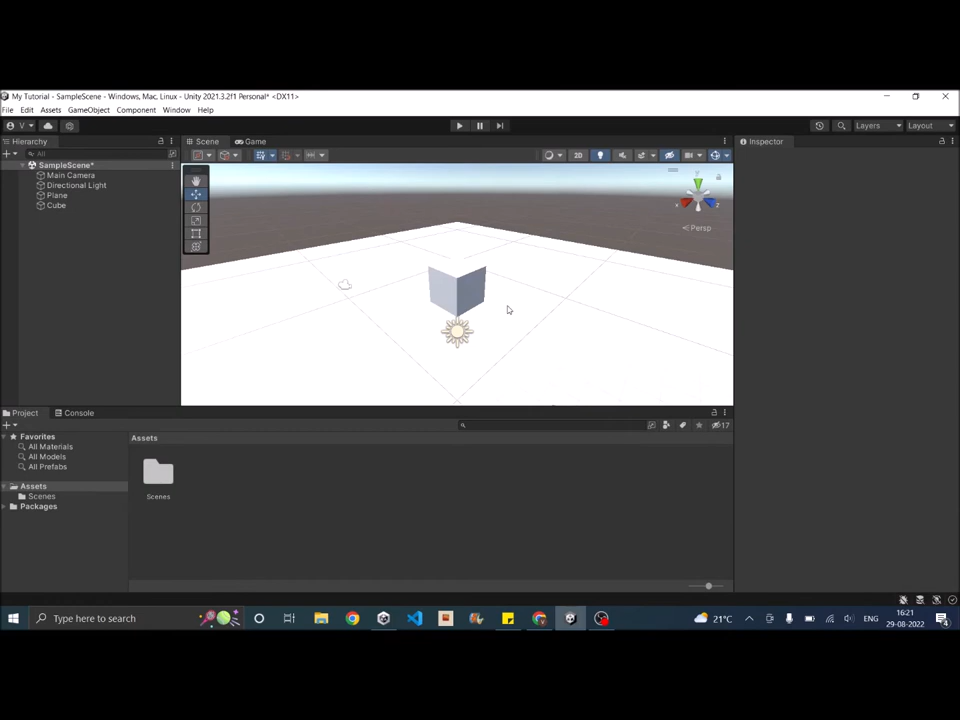 My Tutorial - SampleScene - Windows, Mac, Linux - Unity 2021.3.2f1 Personal* <DX11>
File Edit Assets GameObject Component Window Help
V Layers Layout
Hierarchy
All
Scene Game
Inspector
2D
SampleScene*
Main Camera
Directional Light
Plane
Cube
y
x z
Persp
Project Console
17
Favorites
All Materials
All Models
All Prefabs
Assets
Scenes
Packages
Assets
Scenes
Type here to search
21°C
ENG
16:21
29-08-2022
4